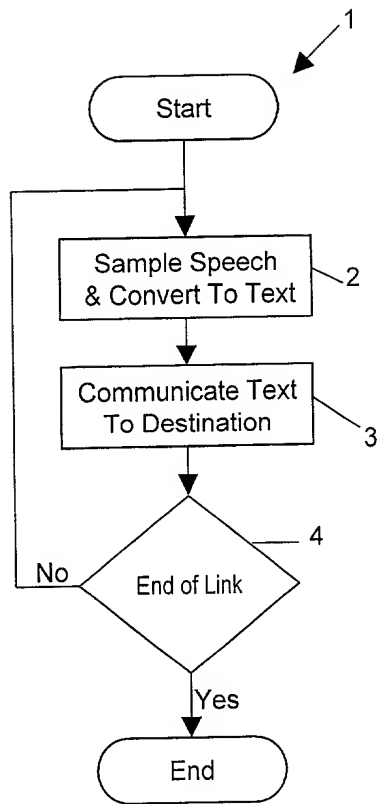 1
Start
Sample Speech
& Convert To Text
2
Communicate Text
To Destination
3
4
End of Link
No
Yes
End